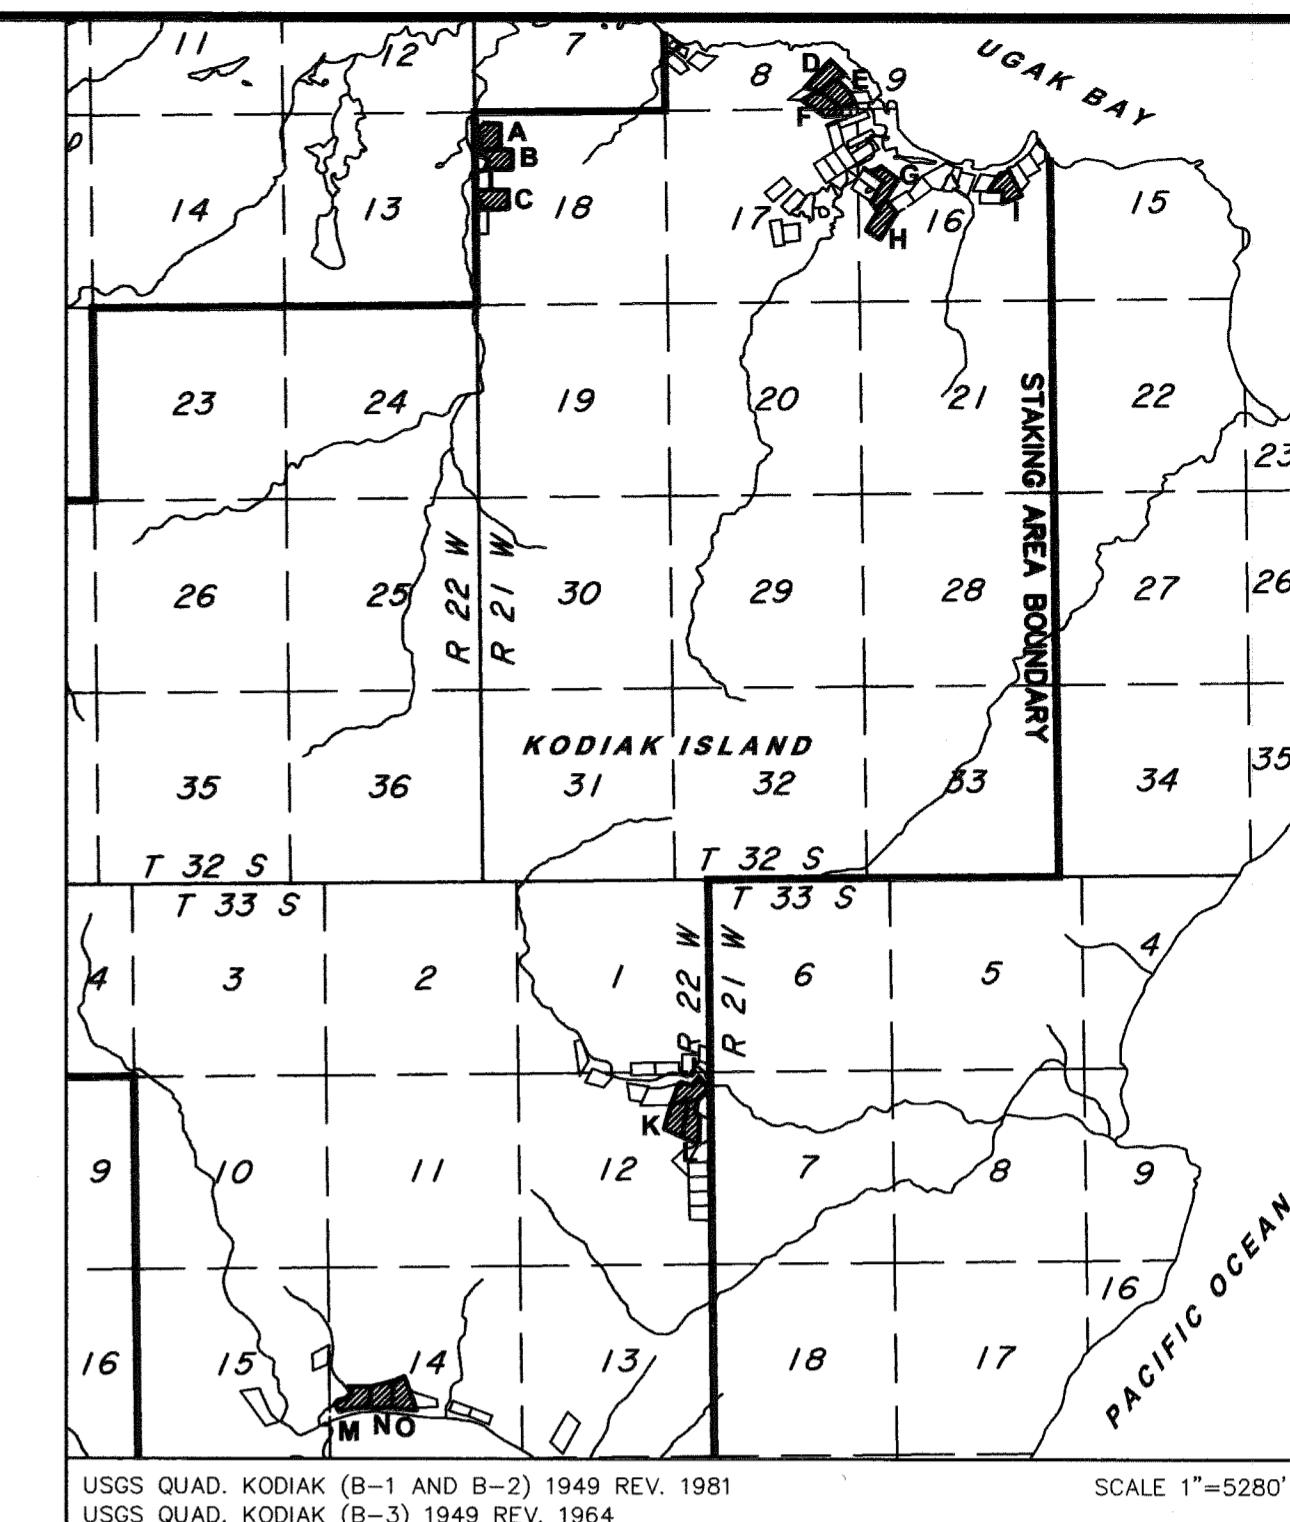 11 12 7 8 9
UGAK BAY
D E
F
A
B
C
G
H
I
14 13 18 17 16 15
23 24 19 20 21 22 23
STAKING AREA BOUNDARY
26 25 30 29 28 27 26
R 22 W
R 21 W
KODIAK ISLAND
35 36 31 32 33 34 35
T 32 S T 32 S
T 33 S T 33 S
4 3 2 1 6 5 4
R 22 W
R 21 W
K
L
9 10 11 12 7 8 9
16 15 14 13 18 17 16
PACIFIC OCEAN
M N O
USGS QUAD. KODIAK (B-1 AND B-2) 1949 REV. 1981
SCALE 1"=5280'
USGS QUAD. KODIAK (B-3) 1949 REV. 1964